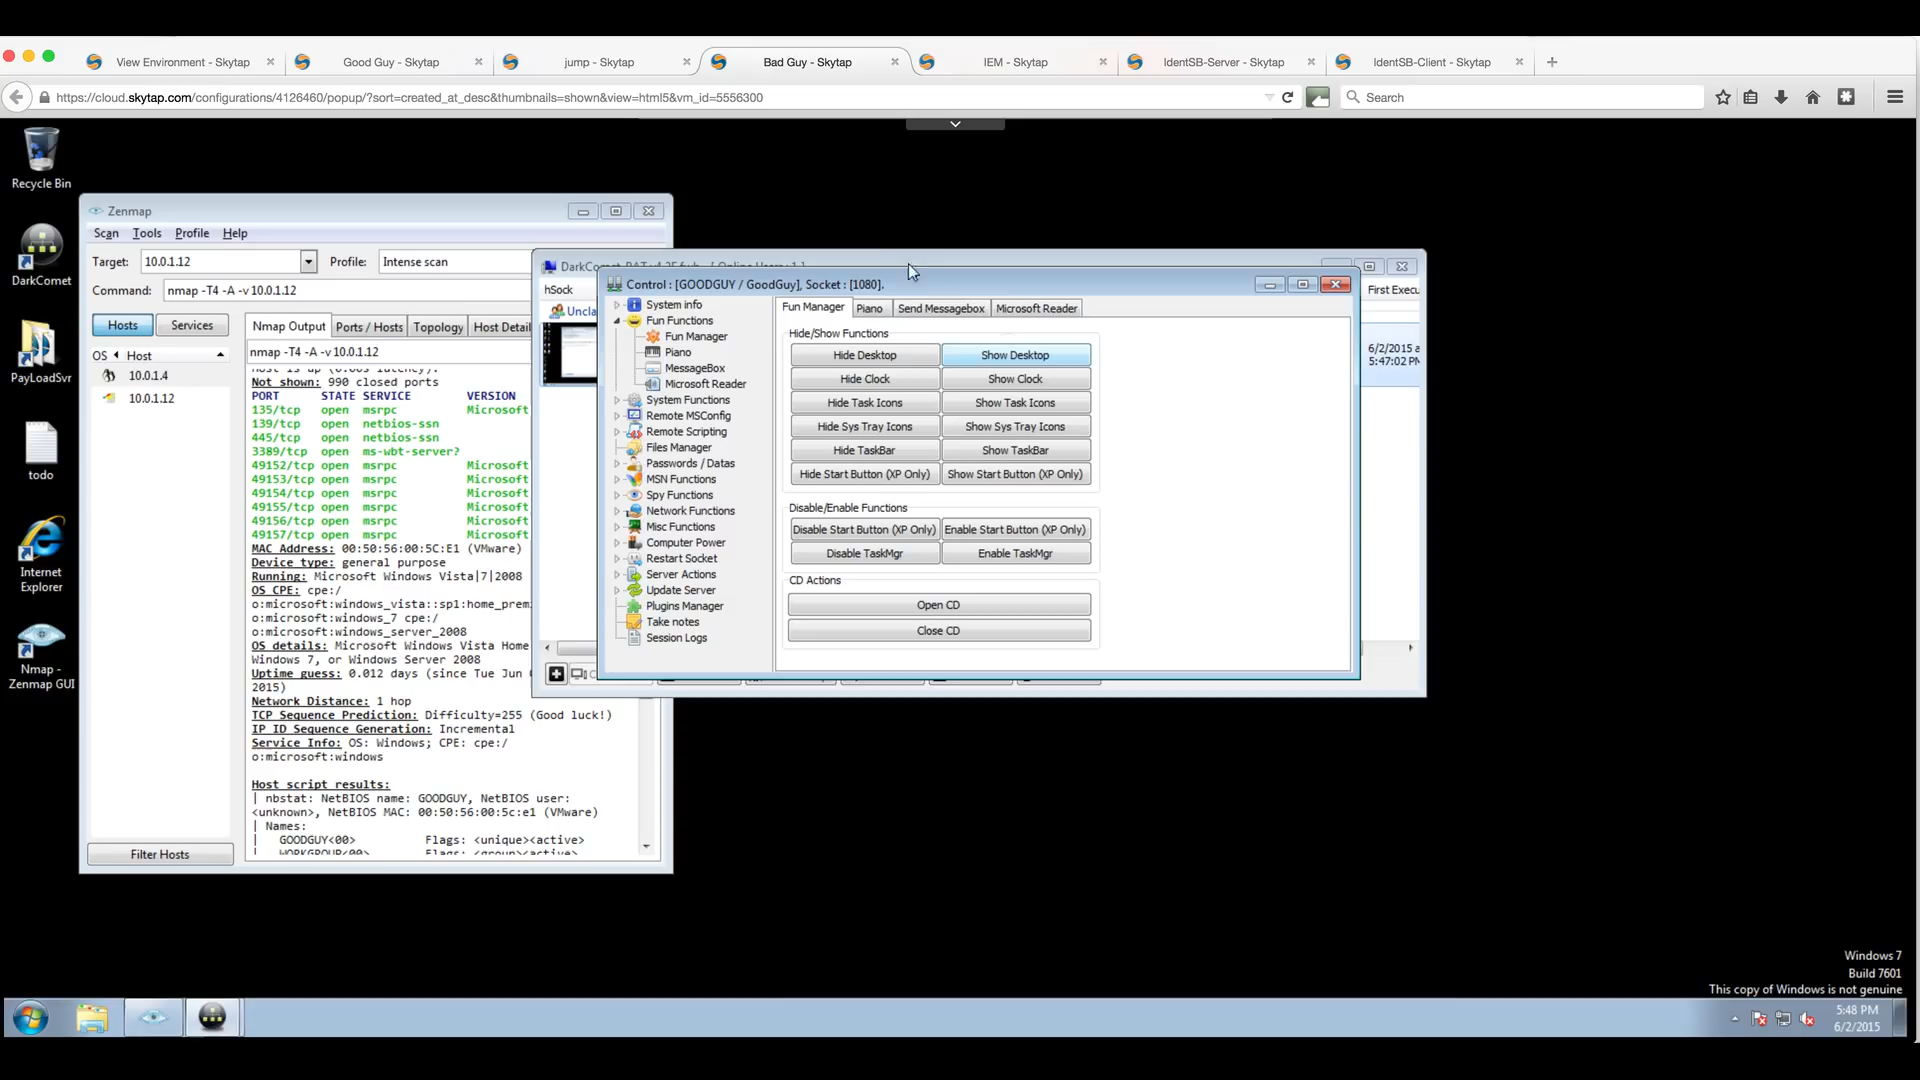 View Environment - Skytap
Good Guy - Skytap
jump - Skytap
Bad Guy - Skytap
IEM - Skytap
IdentSB-Server - Skytap
IdentSB-Client - Skytap
https://cloud.skytap.com/configurations/4126460/popup/?sort=created_at_desc&thumbnails=shown&view=html5&vm_id=5556300
Search
Recycle Bin
DarkComet
PayLoadSvr
todo
Internet
Explorer
Nmap -
Zenmap GUI
Zenmap
Scan Tools Profile Help
Target: 10.0.1.12 Profile: Intense scan
Command: nmap -T4 -A -v 10.0.1.12
Hosts Services
Nmap Output Ports / Hosts Topology Host Detail
OS Host
10.0.1.4
10.0.1.12
Filter Hosts
nmap -T4 -A -v 10.0.1.12
Host is up (0.00s latency).
Not shown: 990 closed ports
PORT STATE SERVICE VERSION
135/tcp open msrpc Microsoft
139/tcp open netbios-ssn
445/tcp open netbios-ssn
3389/tcp open ms-wbt-server?
49152/tcp open msrpc Microsoft
49153/tcp open msrpc Microsoft
49154/tcp open msrpc Microsoft
49155/tcp open msrpc Microsoft
49156/tcp open msrpc Microsoft
49157/tcp open msrpc Microsoft
MAC Address: 00:50:56:00:5C:E1 (VMware)
Device type: general purpose
Running: Microsoft Windows Vista|7|2008
OS CPE: cpe:/
o:microsoft:windows_vista::sp1:home_premi
o:microsoft:windows_7 cpe:/
o:microsoft:windows_server_2008
OS details: Microsoft Windows Vista Home
Windows 7, or Windows Server 2008
Uptime guess: 0.012 days (since Tue Jun
2015)
Network Distance: 1 hop
TCP Sequence Prediction: Difficulty=255 (Good luck!)
IP ID Sequence Generation: Incremental
Service Info: OS: Windows; CPE: cpe:/
o:microsoft:windows
Host script results:
| nbstat: NetBIOS name: GOODGUY, NetBIOS user:
<unknown>, NetBIOS MAC: 00:50:56:00:5c:e1 (VMware)
| Names:
| GOODGUY<00> Flags: <unique><active>
| WORKGROUP<00> Flags: <group><active>
hSock
Uncla
First Execu
6/2/2015 a
5:47:02 PM
Control : [GOODGUY / GoodGuy], Socket : [1080].
System info
Fun Functions
Fun Manager
Piano
MessageBox
Microsoft Reader
System Functions
Remote MSConfig
Remote Scripting
Files Manager
Passwords / Datas
MSN Functions
Spy Functions
Network Functions
Misc Functions
Computer Power
Restart Socket
Server Actions
Update Server
Plugins Manager
Take notes
Session Logs
Fun Manager Piano Send Messagebox Microsoft Reader
Hide/Show Functions
Hide Desktop Show Desktop
Hide Clock Show Clock
Hide Task Icons Show Task Icons
Hide Sys Tray Icons Show Sys Tray Icons
Hide TaskBar Show TaskBar
Hide Start Button (XP Only) Show Start Button (XP Only)
Disable/Enable Functions
Disable Start Button (XP Only) Enable Start Button (XP Only)
Disable TaskMgr Enable TaskMgr
CD Actions
Open CD
Close CD
Windows 7
Build 7601
This copy of Windows is not genuine
5:48 PM
6/2/2015